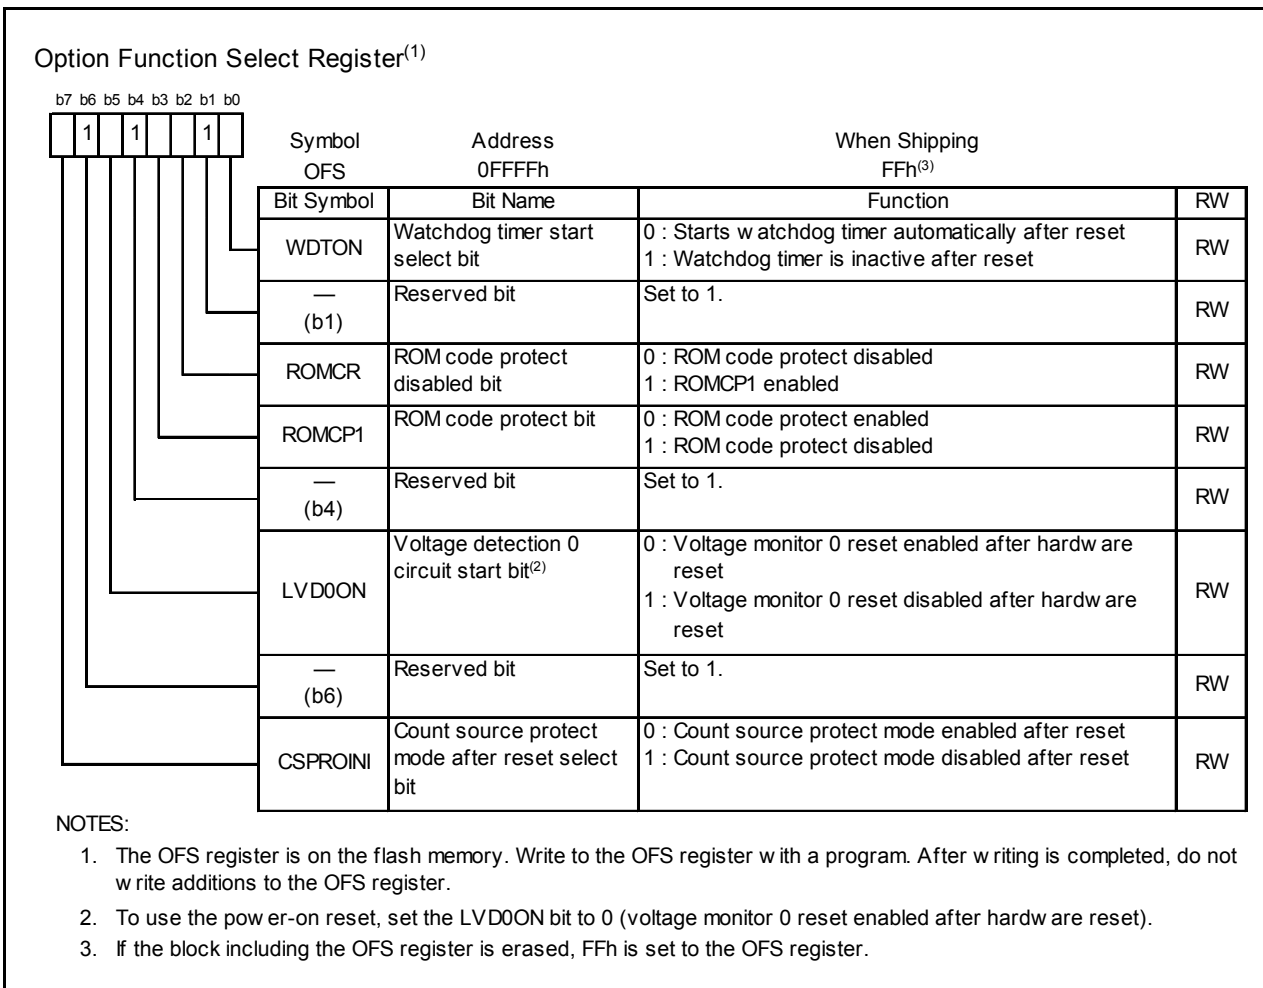 Option Function Select Register(1)
b7 b6 b5 b4 b3 b2 b1 b0
1 1 1
Symbol Address When Shipping
OFS 0FFFFh FFh(3)
Bit Symbol Bit Name Function RW
WDTON Watchdog timer start select bit 0 : Starts w atchdog timer automatically after reset RW
1 : Watchdog timer is inactive after reset
— (b1) Reserved bit Set to 1. RW
ROMCR ROM code protect disabled bit 0 : ROM code protect disabled RW
1 : ROMCP1 enabled
ROMCP1 ROM code protect bit 0 : ROM code protect enabled RW
1 : ROM code protect disabled
— (b4) Reserved bit Set to 1. RW
LVD0ON Voltage detection 0 circuit start bit(2) 0 : Voltage monitor 0 reset enabled after hardw are reset RW
1 : Voltage monitor 0 reset disabled after hardw are reset
— (b6) Reserved bit Set to 1. RW
CSPROINI Count source protect mode after reset select bit 0 : Count source protect mode enabled after reset RW
1 : Count source protect mode disabled after reset
NOTES:
1. The OFS register is on the flash memory. Write to the OFS register w ith a program. After w riting is completed, do not
w rite additions to the OFS register.
2. To use the pow er-on reset, set the LVD0ON bit to 0 (voltage monitor 0 reset enabled after hardw are reset).
3. If the block including the OFS register is erased, FFh is set to the OFS register.